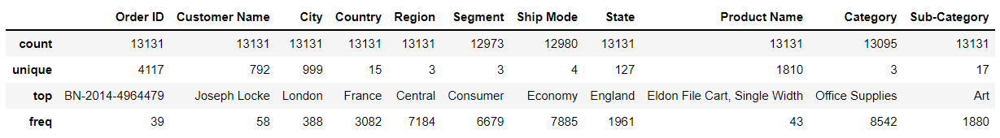 Order ID Customer Name City Country Region Segment Ship Mode State Product Name Category Sub-Category
count 13131 13131 13131 13131 13131 12973 12980 13131 13131 13095 13131
unique 4117 792 999 15 3 3 4 127 1810 3 17
top BN-2014-4964479 Joseph Locke London France Central Consumer Economy England Eldon File Cart, Single Width Office Supplies Art
freq 39 58 388 3082 7184 6679 7885 1961 43 8542 1880